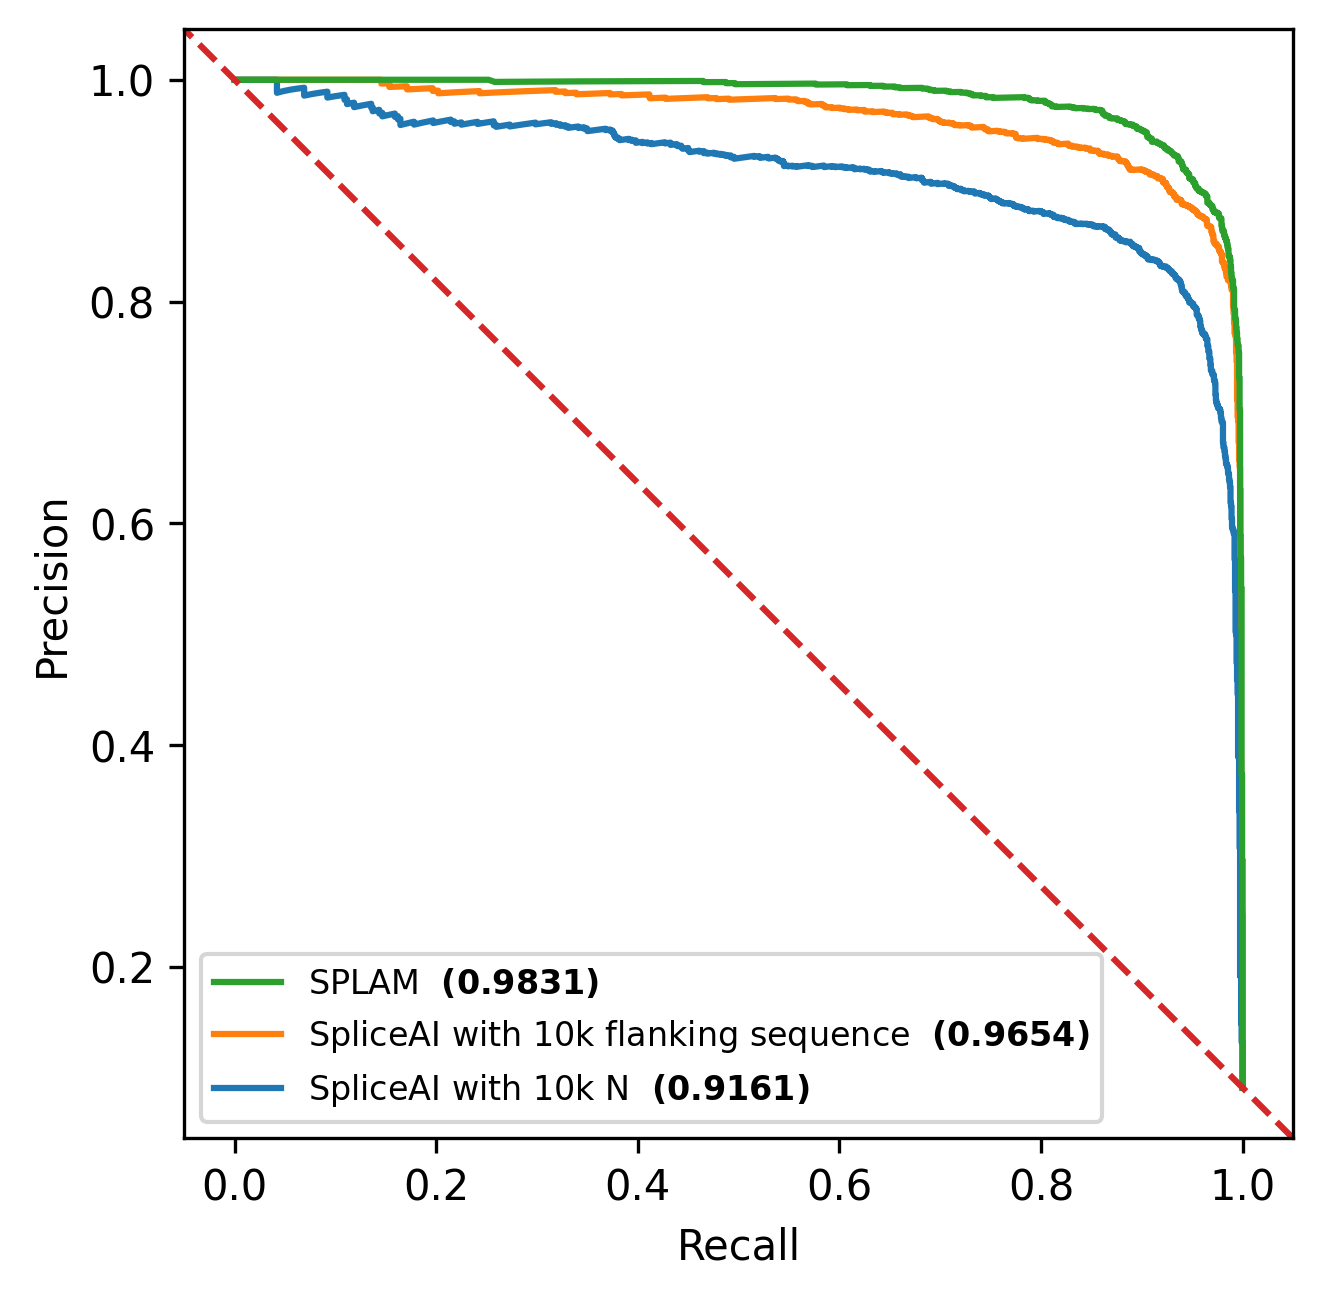 1.0
0.8
0.6
0.4
0.2
Precision
SPLAM (0.9831)
SpliceAI with 10k flanking sequence (0.9654)
SpliceAI with 10k N (0.9161)
0.0 0.2 0.4 0.6 0.8 1.0
Recall